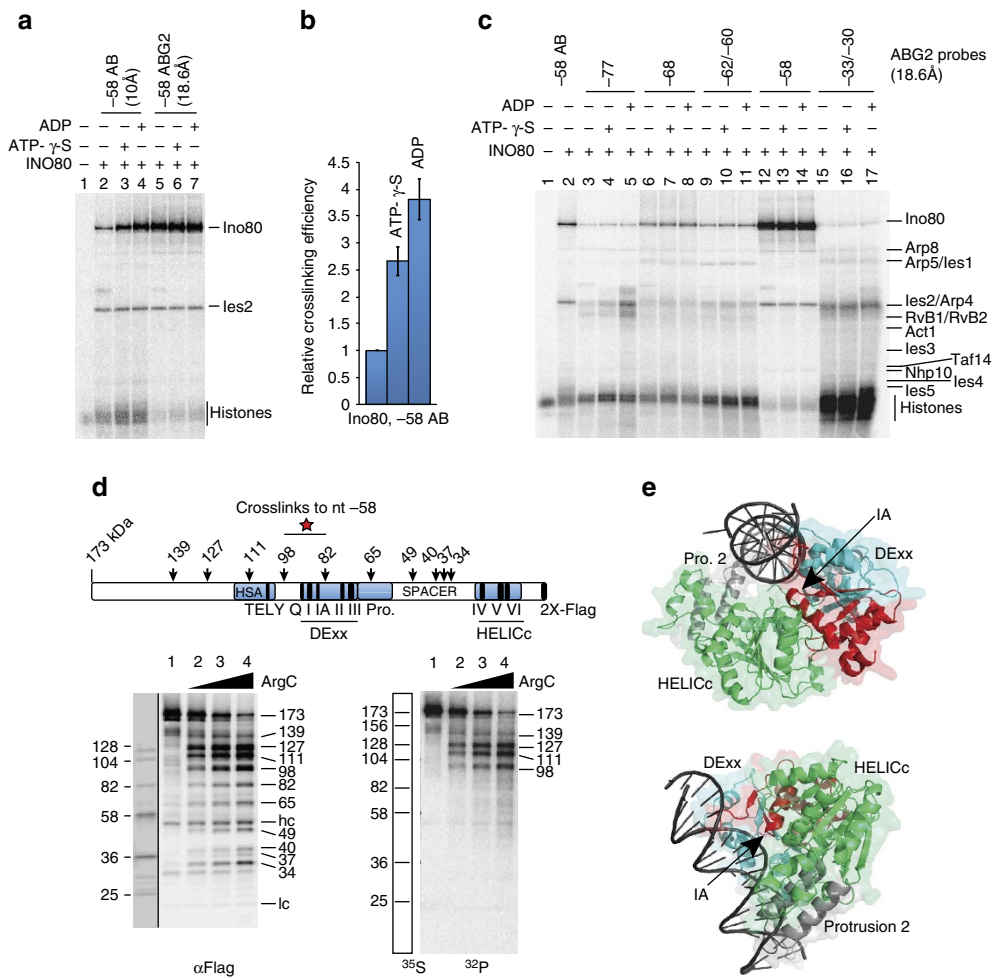 a
–58 AB
(10Å)
–58 ABG2
(18.6Å)
ADP – – – + – – +
ATP- γ-S – – + – – + –
INO80 – + + + + + +
1 2 3 4 5 6 7
Ino80
Ies2
Histones
b
Relative crosslinking efficiency
4.5
4
3.5
3
2.5
2
1.5
1
0.5
0
ATP- γ-S
ADP
Ino80, –58 AB
c
–58 AB
–77
–68
–62/–60
–58
–33/–30
ABG2 probes
(18.6Å)
ADP – – – – + – – + – – + – – + – – +
ATP- γ-S – – – + – – + – – + – – + – – + –
INO80 – + + + + + + + + + + + + + + + +
1 2 3 4 5 6 7 8 9 10 11 12 13 14 15 16 17
Ino80
Arp8
Arp5/Ies1
Ies2/Arp4
RvB1/RvB2
Act1
Ies3
Taf14
Nhp10
Ies4
Ies5
Histones
d
Crosslinks to nt –58
173 kDa
139
127
111
98
82
65
49
40
37
34
HSA
SPACER
TELY Q I IA II III Pro.
IV V VI
2X-Flag
DExx
HELICc
1 2 3 4
ArgC
128
104
82
58
36
25
173
139
127
111
98
82
65
hc
49
40
37
34
lc
αFlag
1 2 3 4
ArgC
173
156
128
104
82
58
36
25
173
139
127
111
98
35S
32P
e
IA
Pro. 2
DExx
HELICc
DExx
HELICc
IA
Protrusion 2